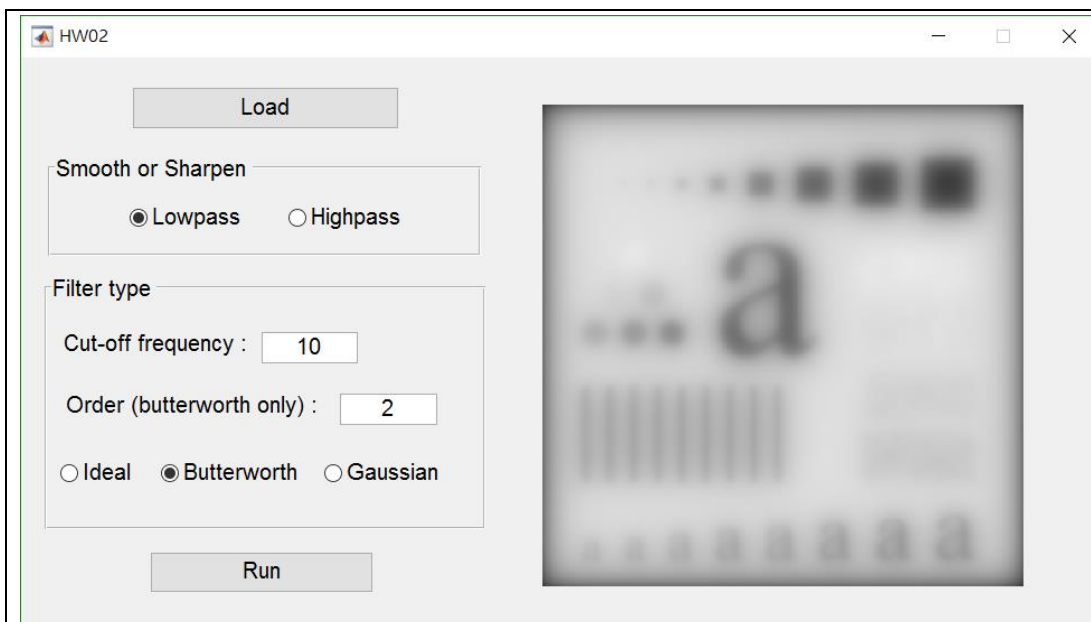 HW02
Load
Smooth or Sharpen
Lowpass Highpass
Filter type
Cut-off frequency : 10
Order (butterworth only) : 2
Ideal Butterworth Gaussian
Run
a
a a a a a a a a